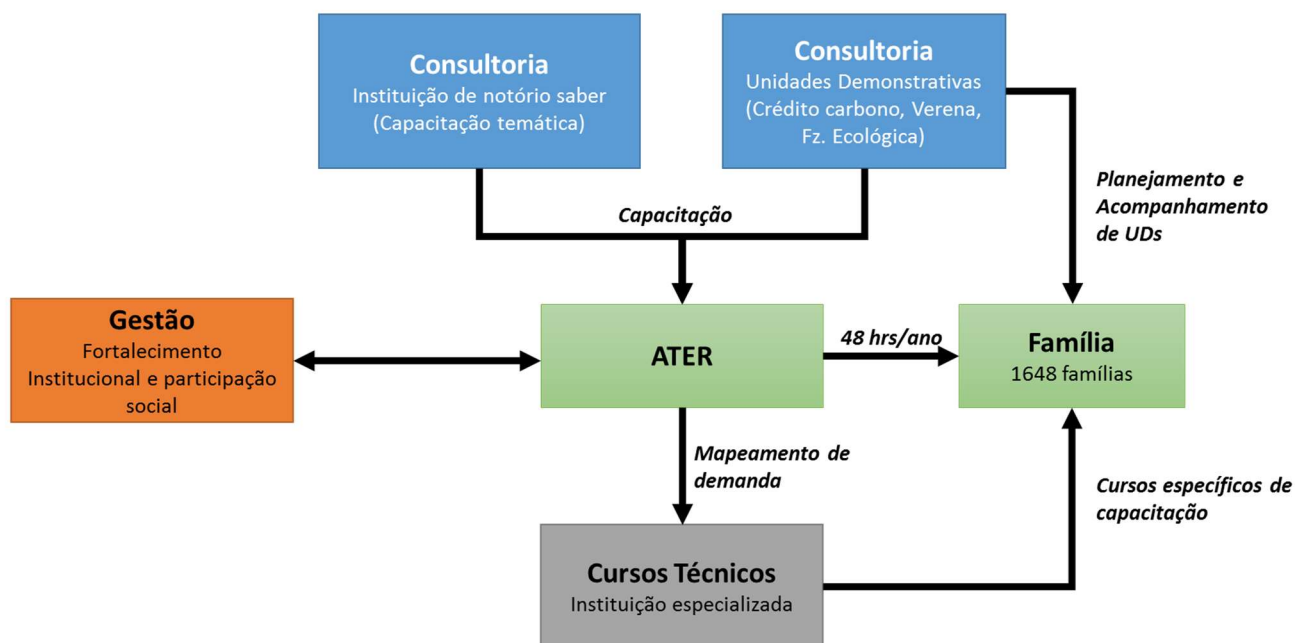 Consultoria
Instituição de notório saber
(Capacitação temática)
Consultoria
Unidades Demonstrativas
(Crédito carbono, Verena,
Fz. Ecológica)
Planejamento e
Acompanhamento
de UDs
Capacitação
Gestão
Fortalecimento
Institucional e participação
social
ATER
48 hrs/ano
Família
1648 famílias
Mapeamento de
demanda
Cursos específicos de
capacitação
Cursos Técnicos
Instituição especializada